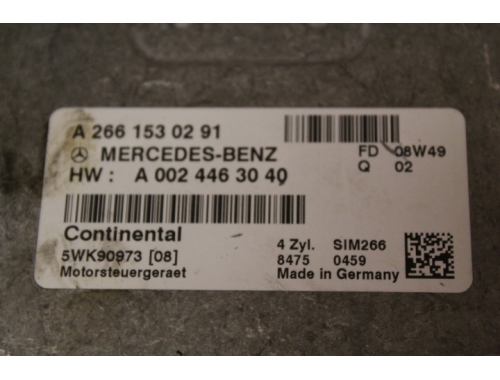 A 266 153 02 91
MERCEDES-BENZ
FD 08W49
HW : A 002 446 30 40
Q 02
Continental
5WK90973 [08]
4 Zyl. SIM266
8475 0459
Motorsteuergeraet
Made in Germany